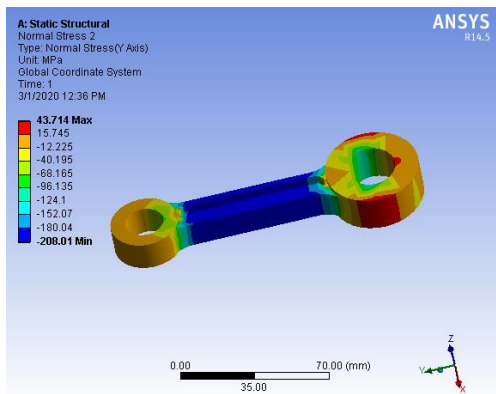 A: Static Structural
Normal Stress 2
Type: Normal Stress(Y Axis)
Unit: MPa
Global Coordinate System
Time: 1
3/1/2020 12:36 PM
43.714 Max
15.745
-12.225
-40.195
-68.165
-96.135
-124.1
-152.07
-180.04
-208.01 Min
ANSYS
R14.5
0.00
70.00 (mm)
35.00
Z
Y
X